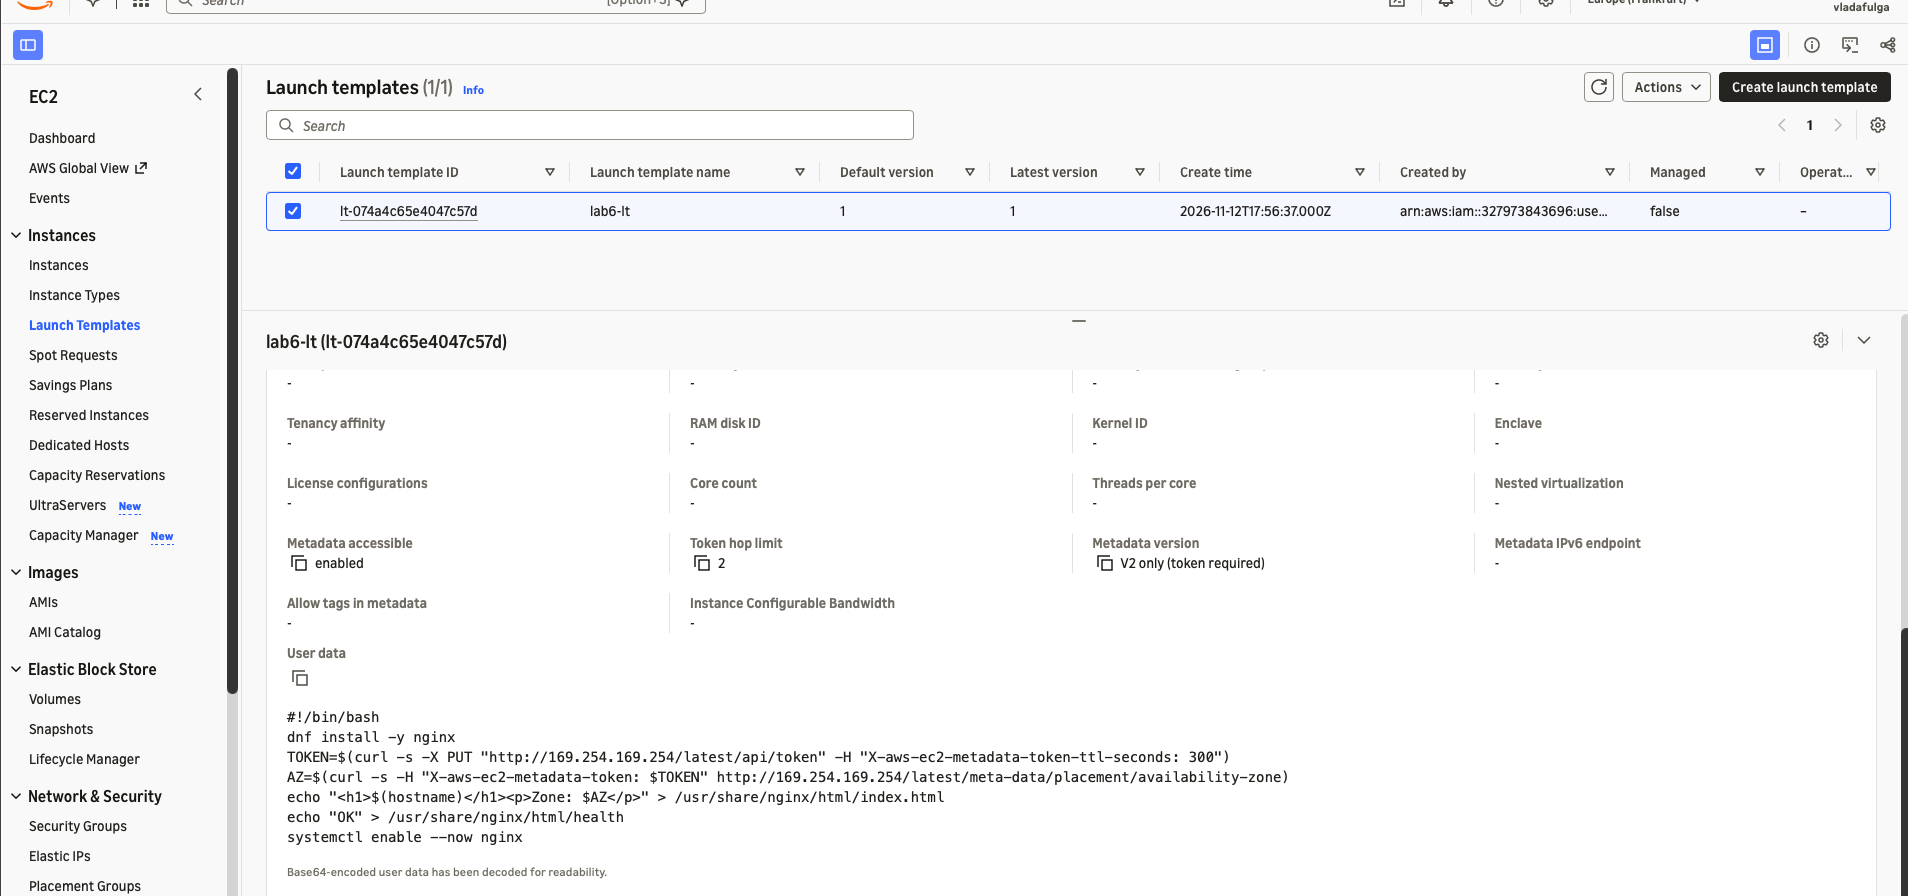 Search
[Option+S]
Europe (Frankfurt)
vladafulga
EC2
Dashboard
AWS Global View
Events
Instances
Instances
Instance Types
Launch Templates
Spot Requests
Savings Plans
Reserved Instances
Dedicated Hosts
Capacity Reservations
UltraServers New
Capacity Manager New
Images
AMIs
AMI Catalog
Elastic Block Store
Volumes
Snapshots
Lifecycle Manager
Network & Security
Security Groups
Elastic IPs
Placement Groups
Launch templates (1/1) Info
Actions
Create launch template
Search
1
Launch template ID Launch template name Default version Latest version Create time Created by Managed Operat...
lt-074a4c65e4047c57d lab6-lt 1 1 2026-11-12T17:56:37.000Z arn:aws:iam::327973843696:use... false –
lab6-lt (lt-074a4c65e4047c57d)
- - - -
Tenancy affinity RAM disk ID Kernel ID Enclave
- - - -
License configurations Core count Threads per core Nested virtualization
- - - -
Metadata accessible Token hop limit Metadata version Metadata IPv6 endpoint
enabled 2 V2 only (token required) -
Allow tags in metadata Instance Configurable Bandwidth
- -
User data
#!/bin/bash
dnf install -y nginx
TOKEN=$(curl -s -X PUT "http://169.254.169.254/latest/api/token" -H "X-aws-ec2-metadata-token-ttl-seconds: 300")
AZ=$(curl -s -H "X-aws-ec2-metadata-token: $TOKEN" http://169.254.169.254/latest/meta-data/placement/availability-zone)
echo "<h1>$(hostname)</h1><p>Zone: $AZ</p>" > /usr/share/nginx/html/index.html
echo "OK" > /usr/share/nginx/html/health
systemctl enable --now nginx
Base64-encoded user data has been decoded for readability.